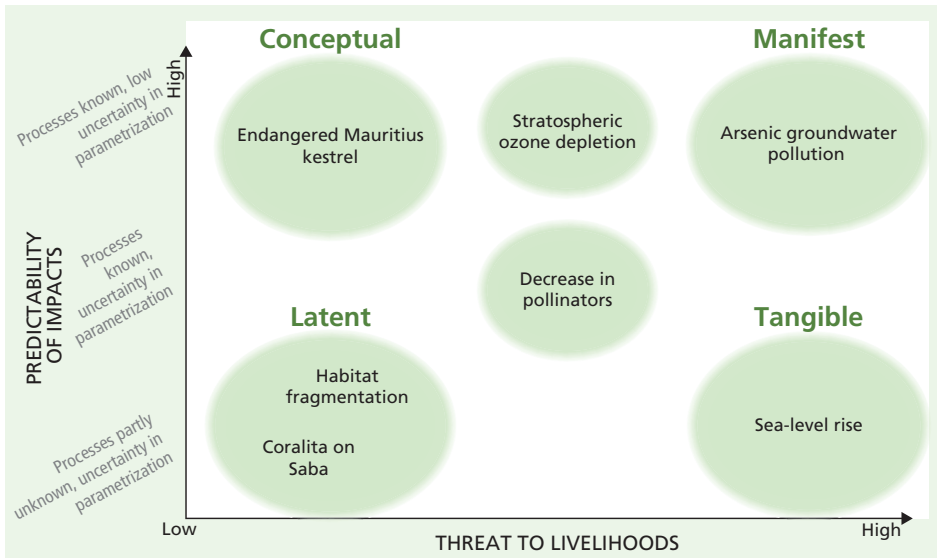 Conceptual
Manifest
High
Processes known, low
uncertainty in
parametrization
Endangered Mauritius
kestrel
Stratospheric
ozone depletion
Arsenic groundwater
pollution
PREDICTABILITY
OF IMPACTS
Processes
known,
uncertainty in
parametrization
Decrease in
pollinators
Latent
Tangible
Habitat
fragmentation
Coralita on
Saba
Sea-level rise
Processes partly
unknown, uncertainty in
parametrization
Low
High
THREAT TO LIVELIHOODS